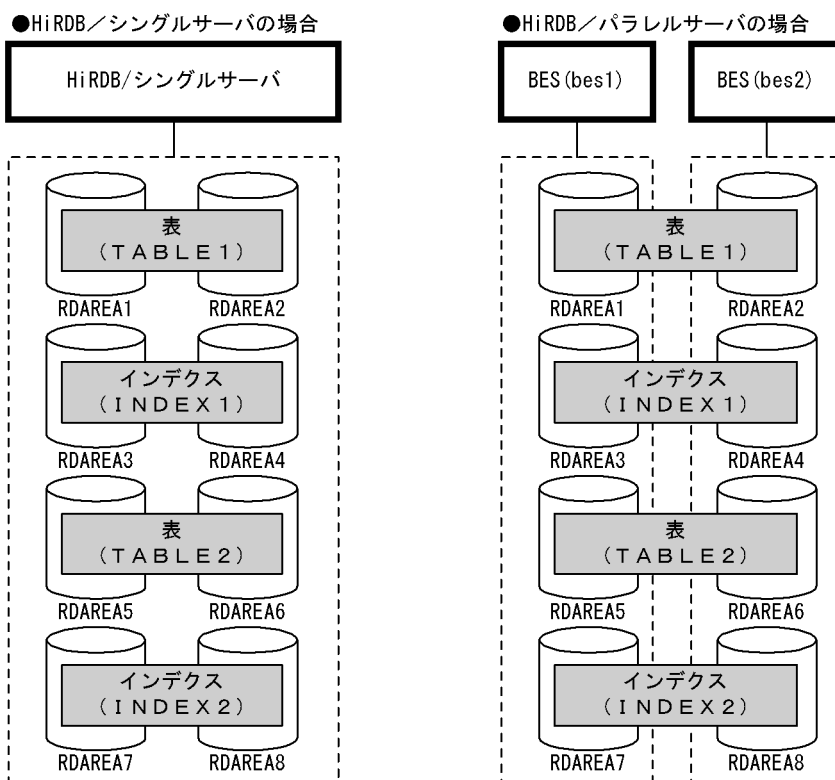 ●HiRDB／シングルサーバの場合
HiRDB/シングルサーバ
表
(ＴＡＢＬＥ１)
RDAREA1
RDAREA2
インデクス
(ＩＮＤＥＸ１)
RDAREA3
RDAREA4
表
(ＴＡＢＬＥ２)
RDAREA5
RDAREA6
インデクス
(ＩＮＤＥＸ２)
RDAREA7
RDAREA8
●HiRDB／パラレルサーバの場合
BES(bes1)
BES(bes2)
表
(ＴＡＢＬＥ１)
RDAREA1
RDAREA2
インデクス
(ＩＮＤＥＸ１)
RDAREA3
RDAREA4
表
(ＴＡＢＬＥ２)
RDAREA5
RDAREA6
インデクス
(ＩＮＤＥＸ２)
RDAREA7
RDAREA8